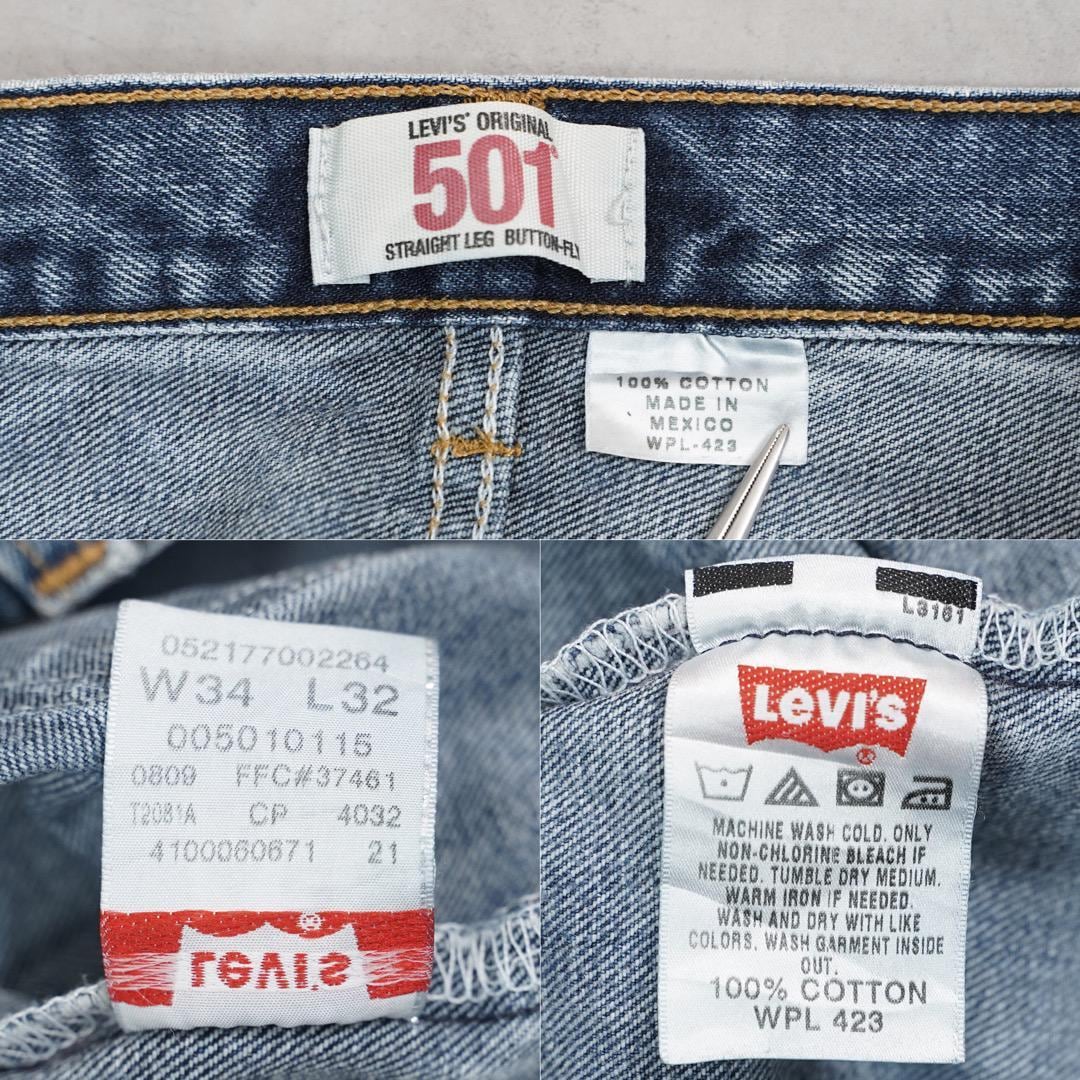 LEVI'S® ORIGINAL
501®
STRAIGHT LEG BUTTON-FLY
100% COTTON
MADE IN
MEXICO
WPL-423
052177002264
W34 L32
005010115
0809 FFC#37461
T2081A CP 4032
4100060671 21
Levi's
®
L3161
Levi's
®
MACHINE WASH COLD. ONLY
NON-CHLORINE BLEACH IF
NEEDED. TUMBLE DRY MEDIUM.
WARM IRON IF NEEDED.
WASH AND DRY WITH LIKE
COLORS. WASH GARMENT INSIDE
OUT.
100% COTTON
WPL 423